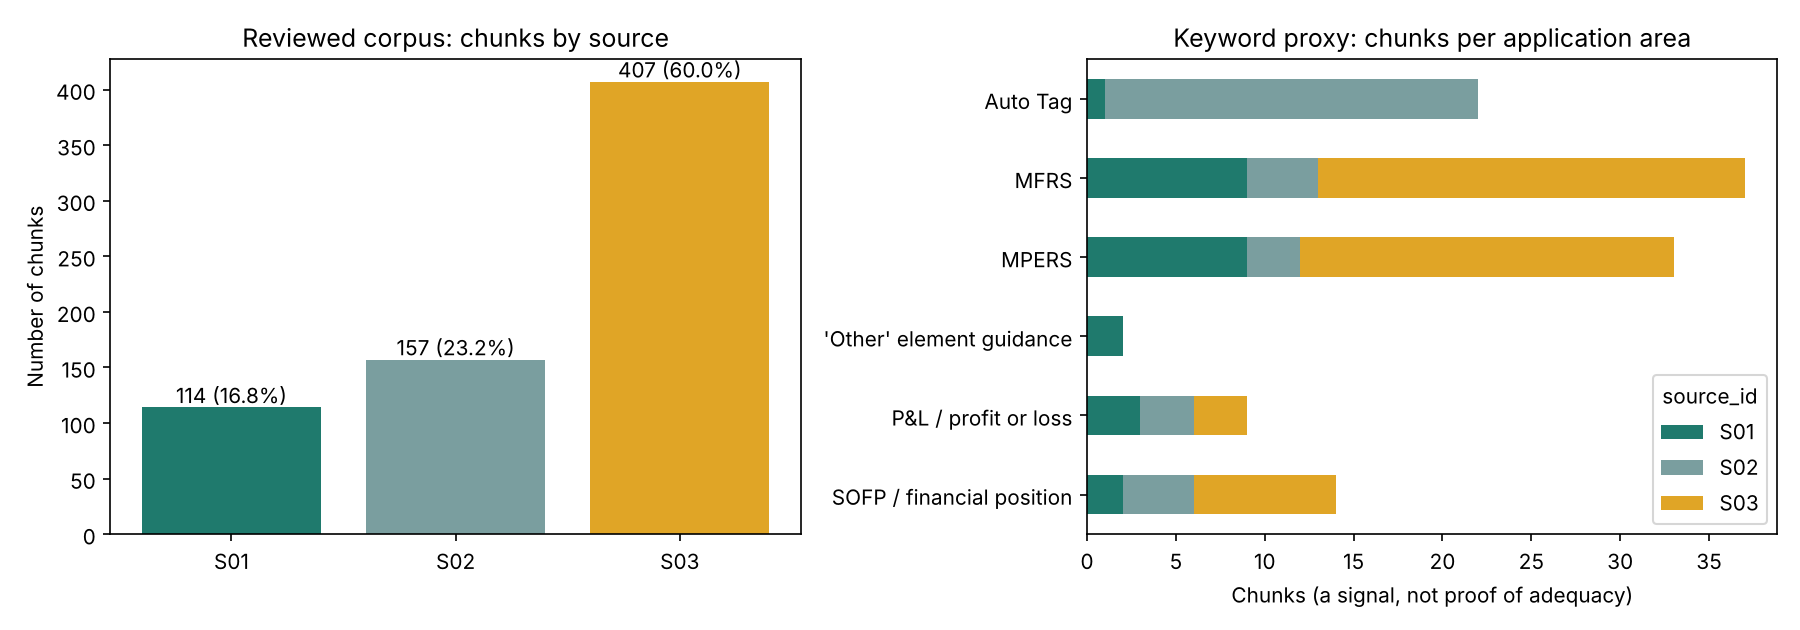 Reviewed corpus: chunks by source
Number of chunks
400
350
300
250
200
150
100
50
0
114 (16.8%)
157 (23.2%)
407 (60.0%)
S01
S02
S03
Keyword proxy: chunks per application area
Auto Tag
MFRS
MPERS
'Other' element guidance
P&L / profit or loss
SOFP / financial position
source_id
S01
S02
S03
0
5
10
15
20
25
30
35
Chunks (a signal, not proof of adequacy)